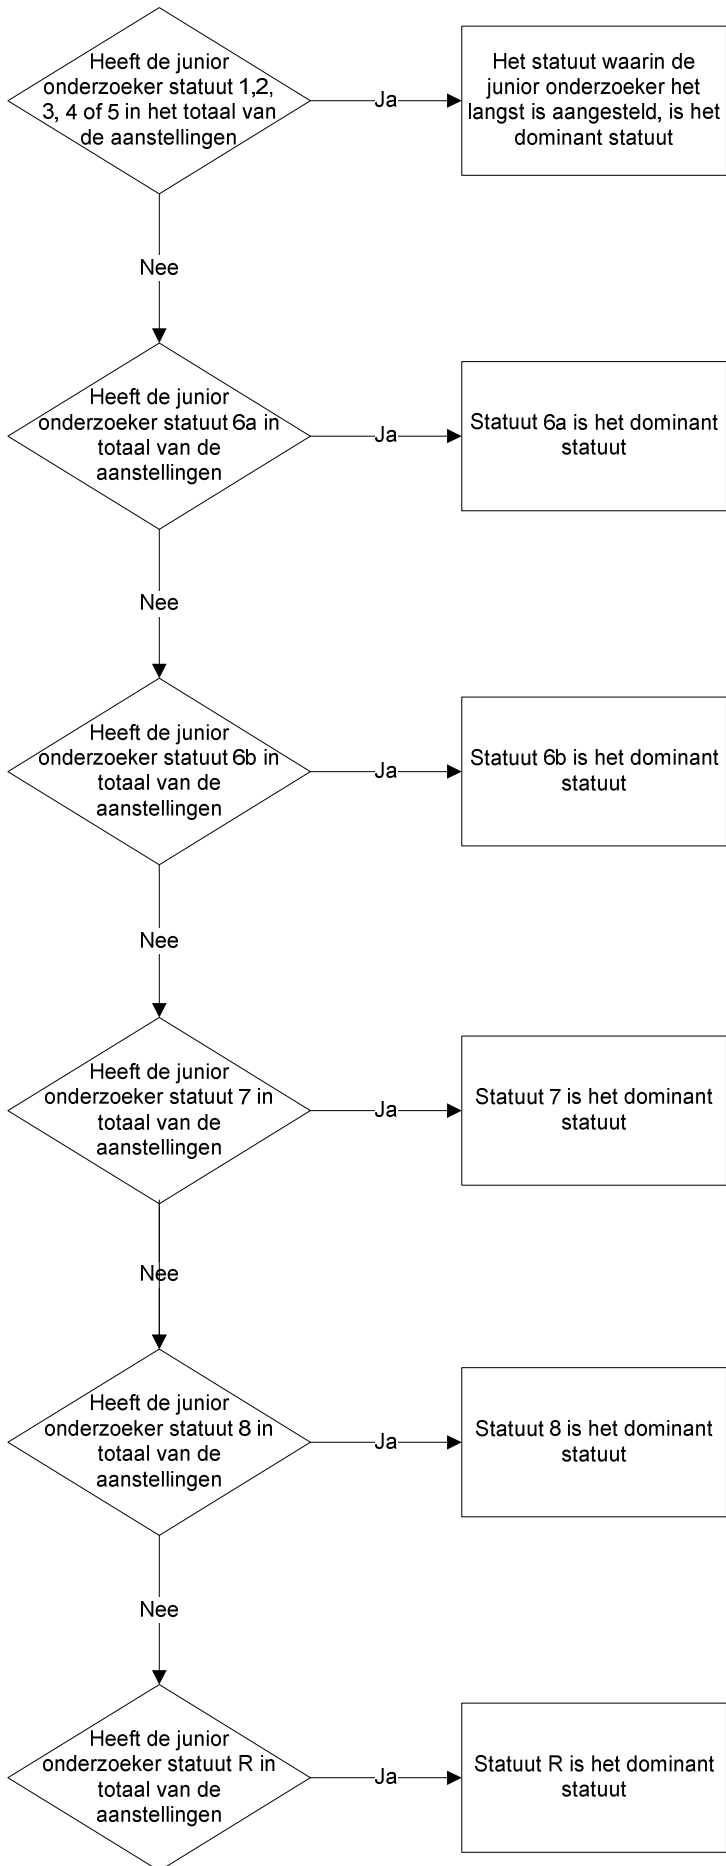 Heeft de junior
onderzoeker statuut 1,2,
3, 4 of 5 in het totaal van
de aanstellingen
Ja
Het statuut waarin de
junior onderzoeker het
langst is aangesteld, is het
dominant statuut
Nee
Heeft de junior
onderzoeker statuut 6a in
totaal van de
aanstellingen
Ja
Statuut 6a is het dominant
statuut
Nee
Heeft de junior
onderzoeker statuut 6b in
totaal van de
aanstellingen
Ja
Statuut 6b is het dominant
statuut
Nee
Heeft de junior
onderzoeker statuut 7 in
totaal van de
aanstellingen
Ja
Statuut 7 is het dominant
statuut
Nee
Heeft de junior
onderzoeker statuut 8 in
totaal van de
aanstellingen
Ja
Statuut 8 is het dominant
statuut
Nee
Heeft de junior
onderzoeker statuut R in
totaal van de
aanstellingen
Ja
Statuut R is het dominant
statuut